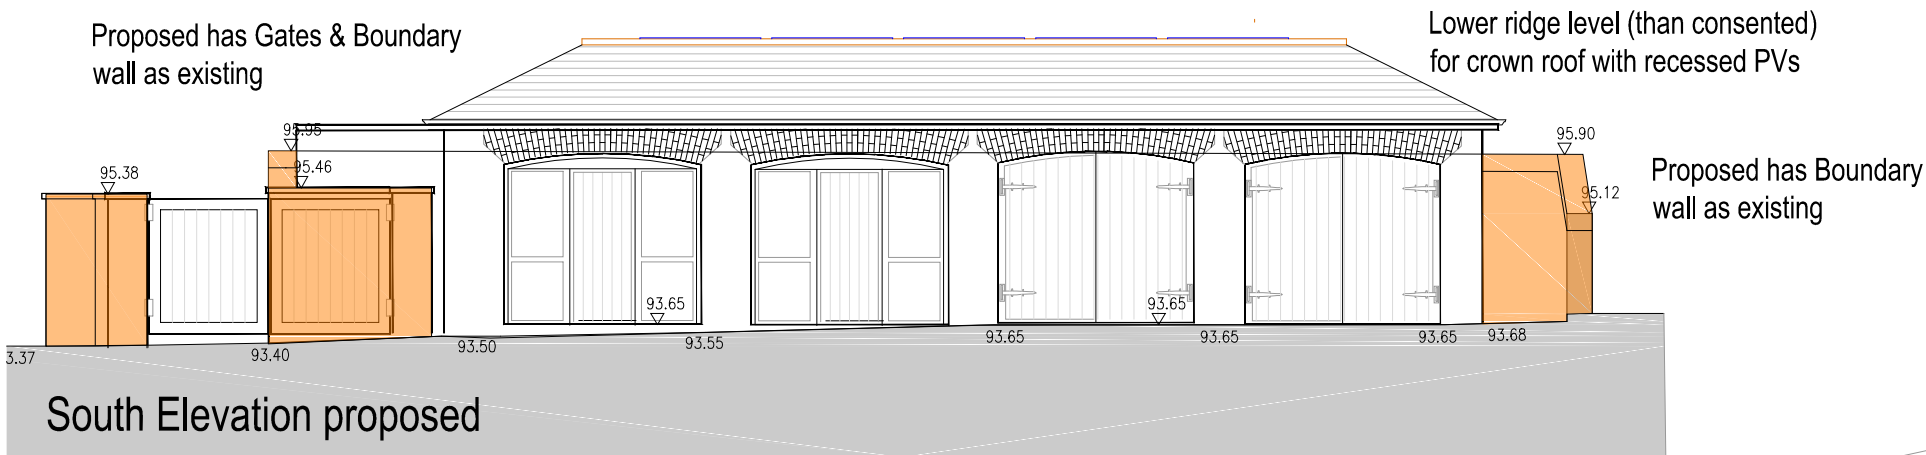 Proposed has Gates & Boundary
wall as existing
Lower ridge level (than consented)
for crown roof with recessed PVs
Proposed has Boundary
wall as existing
95.95
95.46
95.38
95.90
95.12
93.65
93.65
3.37
93.40
93.50
93.55
93.65
93.65
93.65
93.68
South Elevation proposed